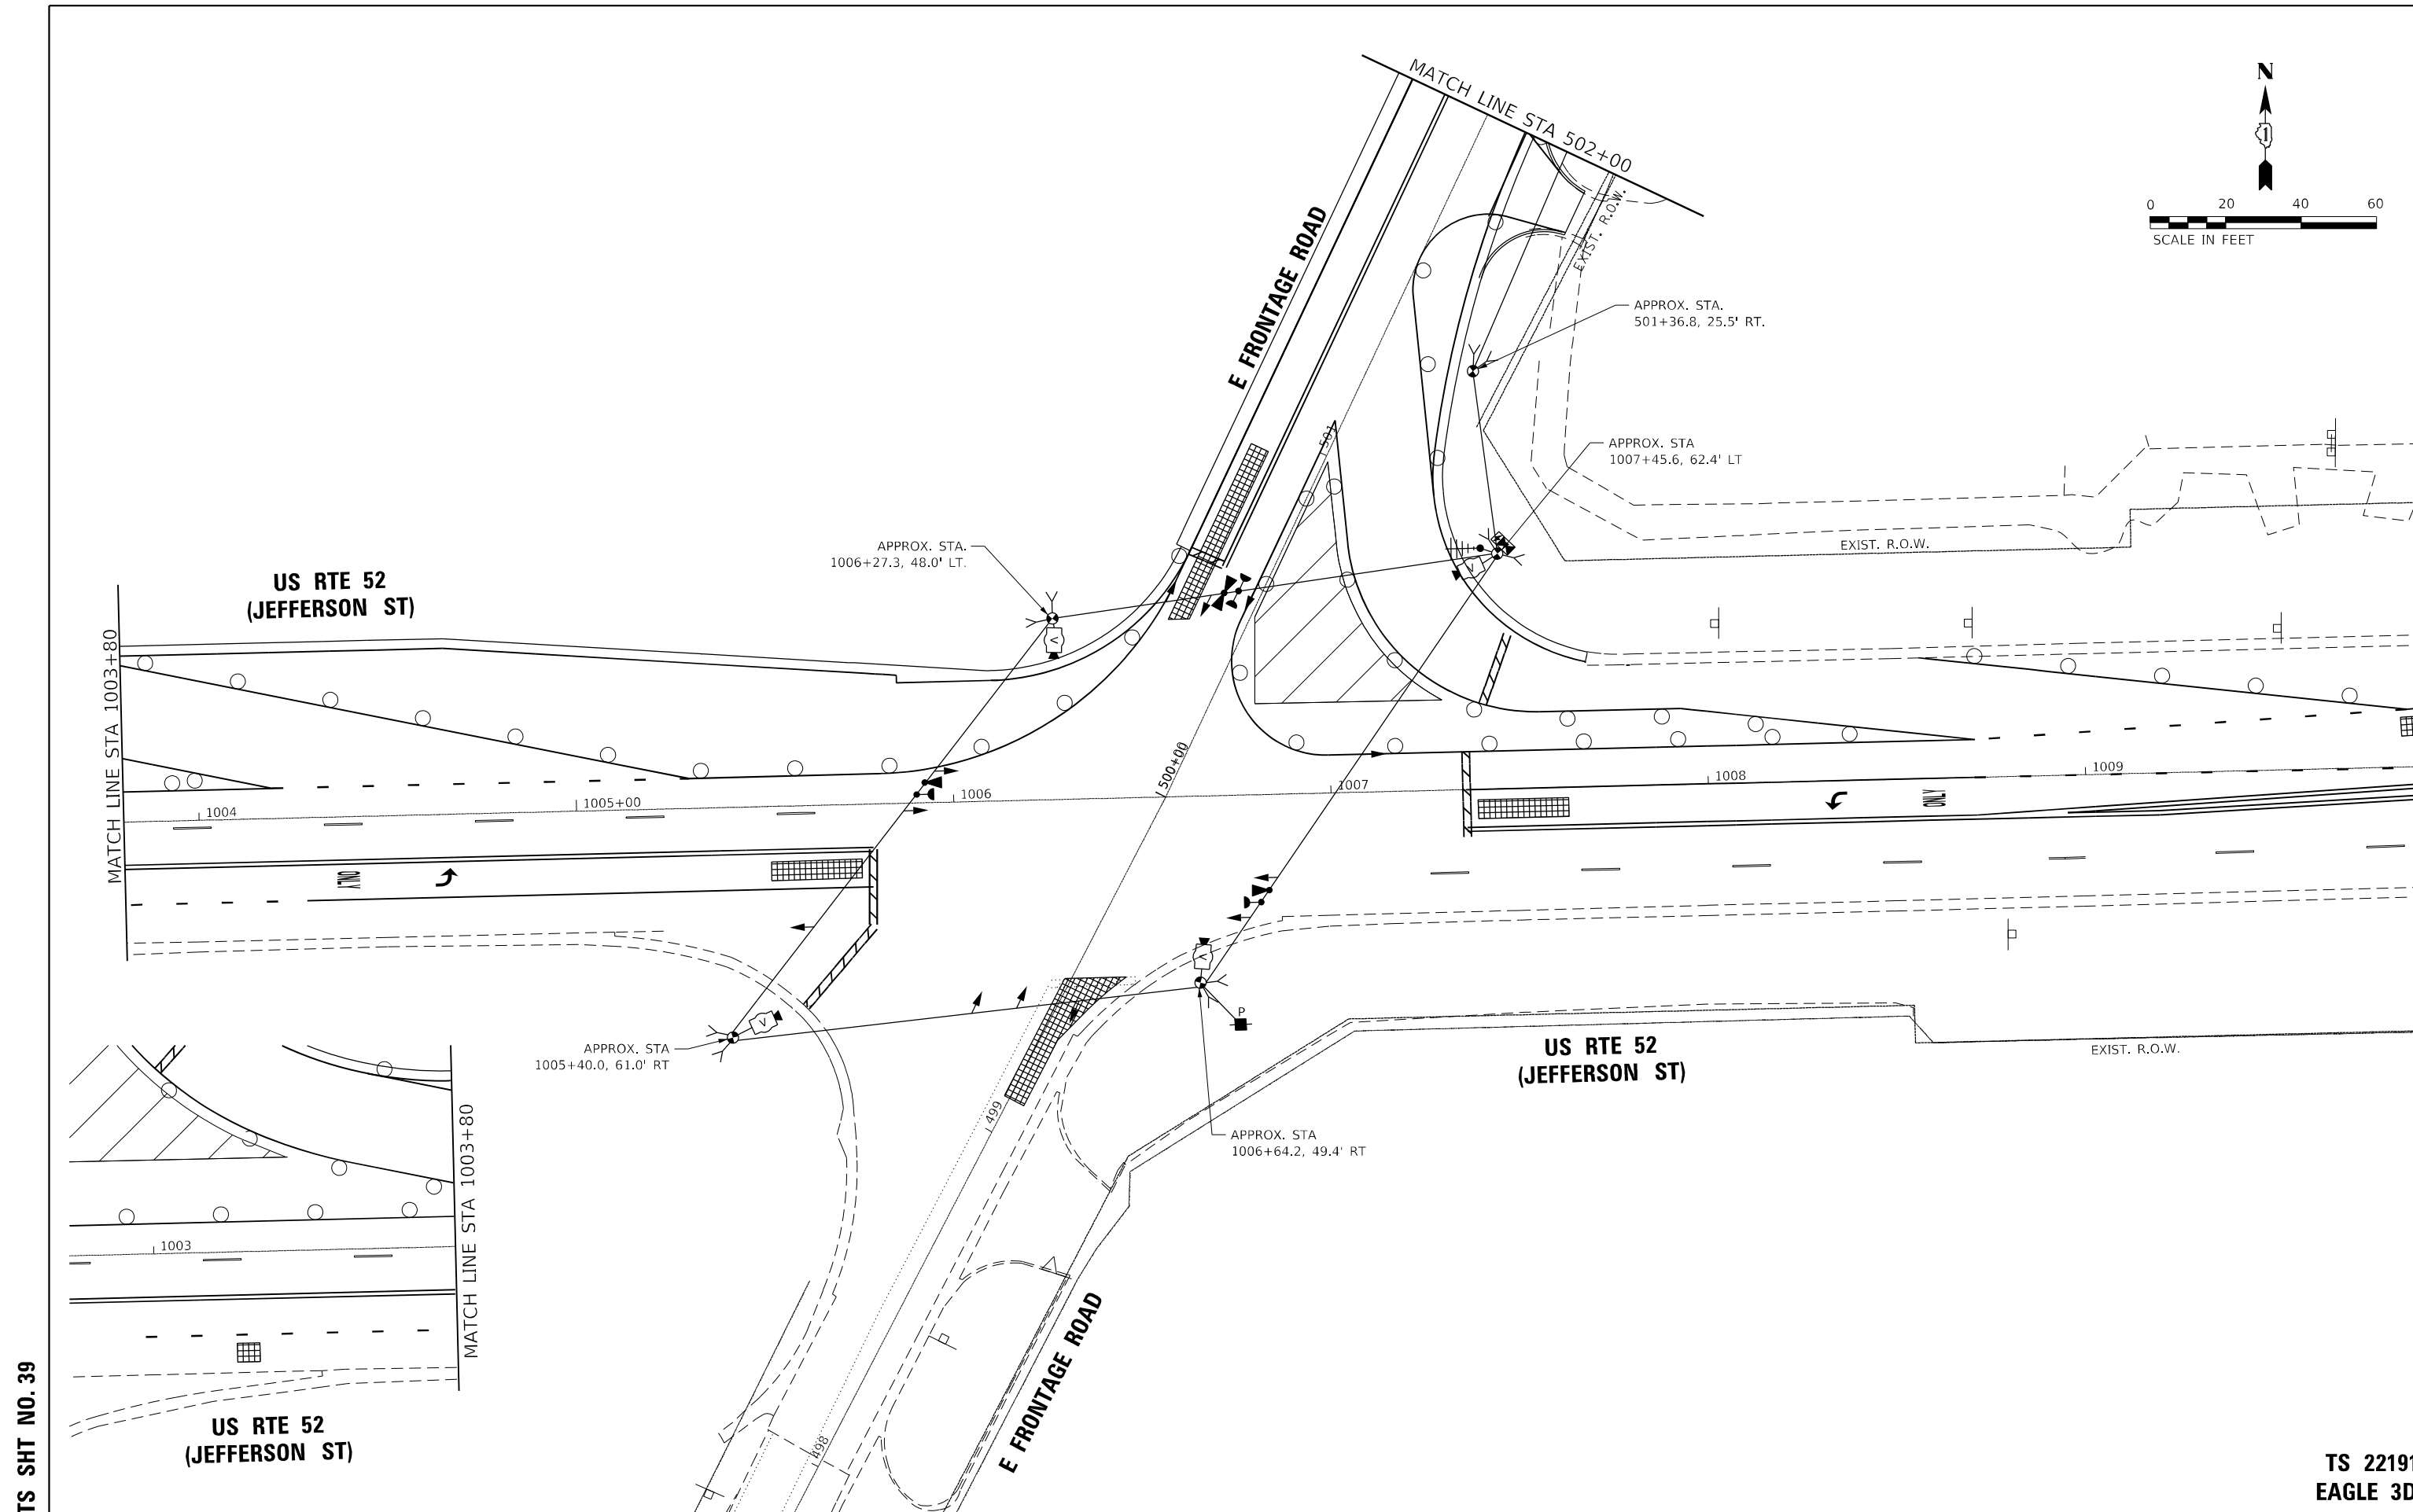 MATCH LINE STA 502+00
N
1
0 20 40 60
SCALE IN FEET
E FRONTAGE ROAD
EXIST. R.O.W.
APPROX. STA.
501+36.8, 25.5' RT.
501
APPROX. STA
1007+45.6, 62.4' LT
APPROX. STA.
1006+27.3, 48.0' LT.
EXIST. R.O.W.
US RTE 52
(JEFFERSON ST)
MATCH LINE STA 1003+80
V
V
500+00
1004
1005+00
1006
1007
1008
1009
ONLY
ONLY
V
V
P
APPROX. STA
1005+40.0, 61.0' RT
US RTE 52
(JEFFERSON ST)
EXIST. R.O.W.
499
APPROX. STA
1006+64.2, 49.4' RT
MATCH LINE STA 1003+80
1003
US RTE 52
(JEFFERSON ST)
E FRONTAGE ROAD
498
TS SHT NO. 39
TS 22191
EAGLE 3D